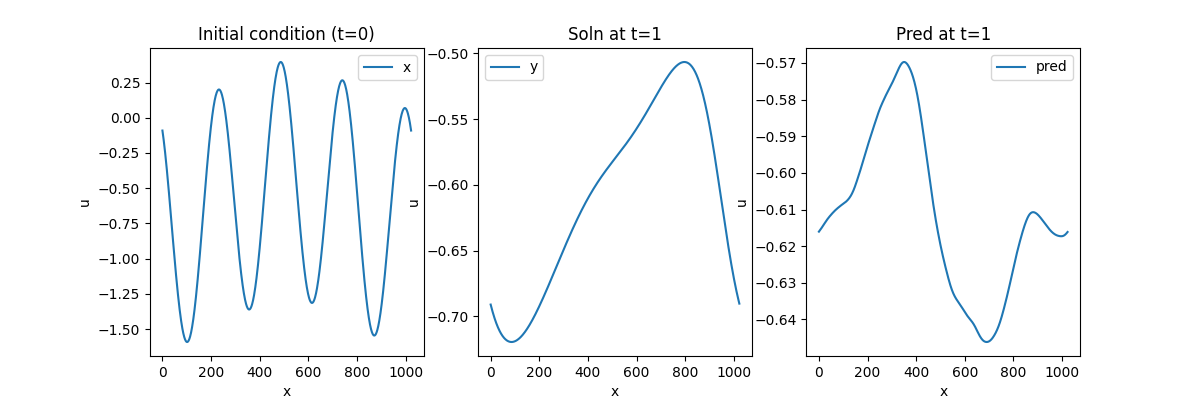 Initial condition (t=0)
x
0.25
0.00
−0.25
−0.50
−0.75
−1.00
−1.25
−1.50
u
0 200 400 600 800 1000
x
Soln at t=1
y
−0.50
−0.55
−0.60
−0.65
−0.70
u
0 200 400 600 800 1000
x
Pred at t=1
pred
−0.57
−0.58
−0.59
−0.60
−0.61
−0.62
−0.63
−0.64
u
0 200 400 600 800 1000
x